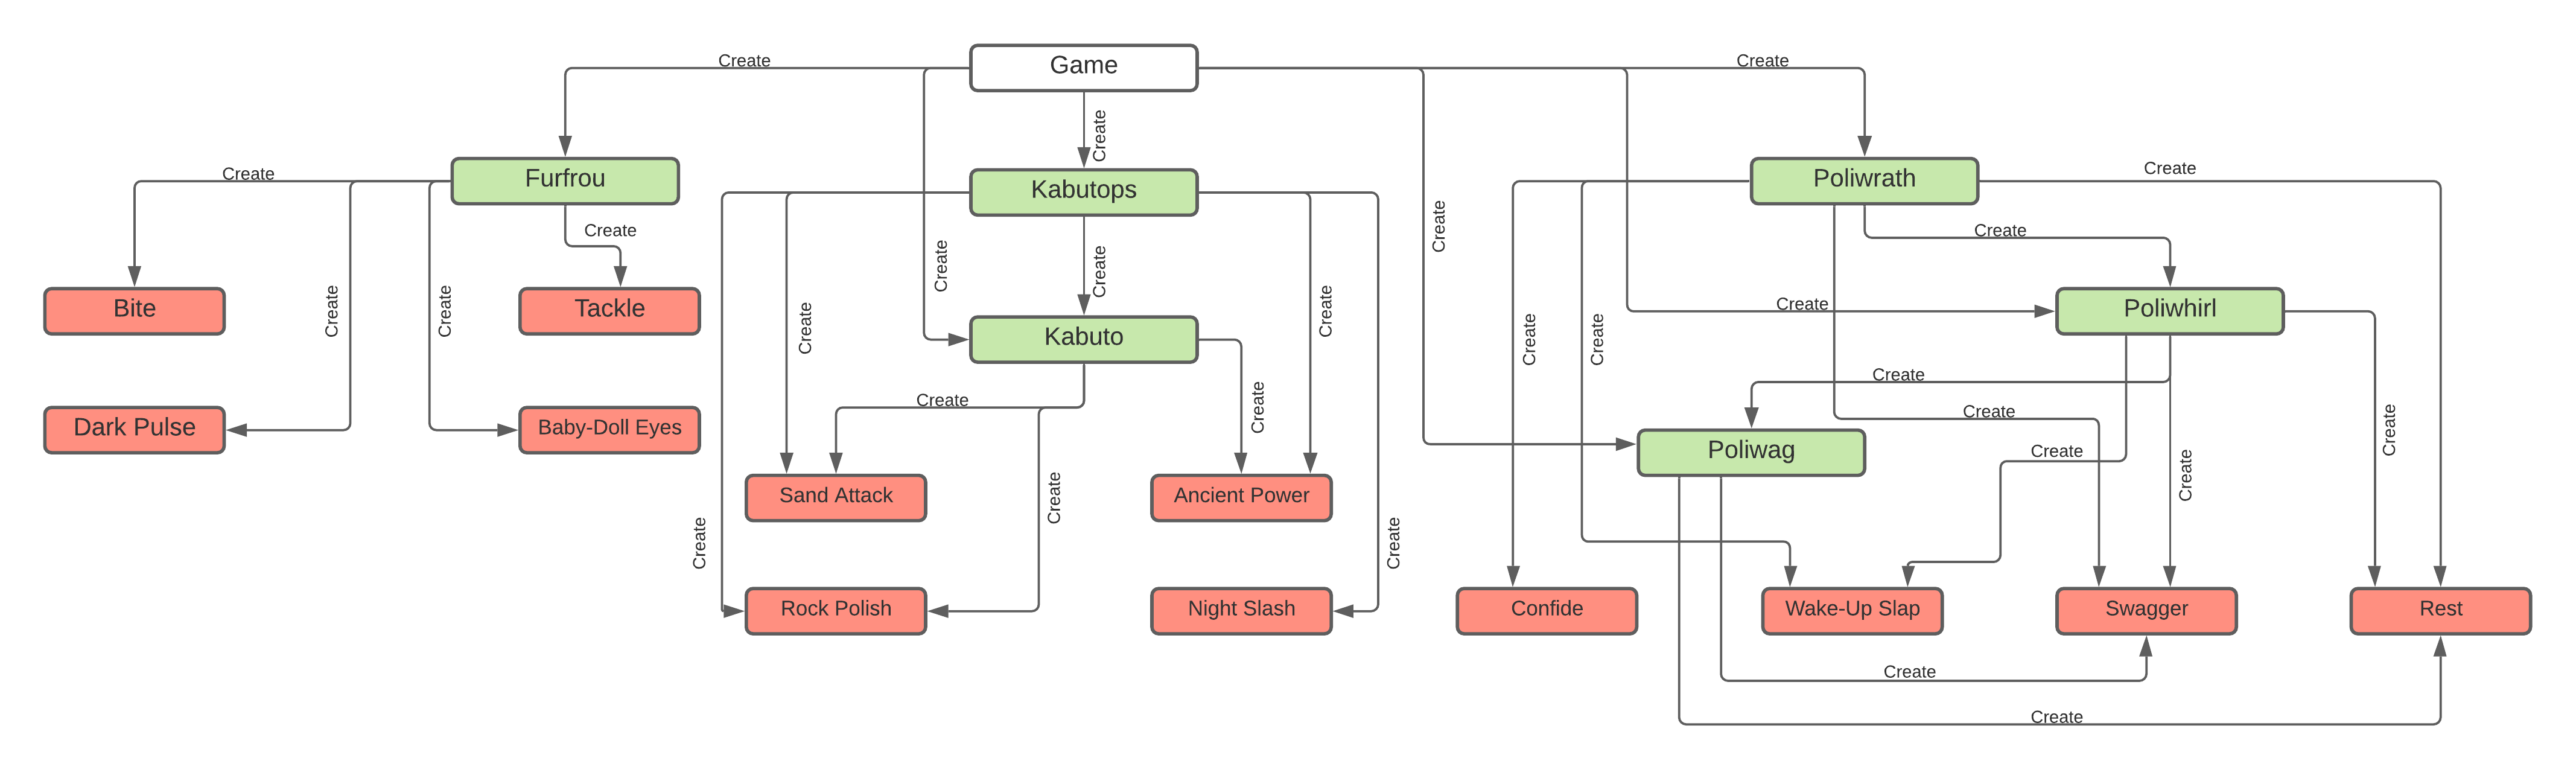 Create
Game
Create
Create
Create
Furfrou
Kabutops
Poliwrath
Create
Create
Create
Create
Create
Create
Create
Bite
Tackle
Poliwhirl
Create
Create
Create
Create
Create
Create
Create
Kabuto
Create
Create
Create
Create
Create
Dark Pulse
Baby-Doll Eyes
Create
Poliwag
Create
Create
Sand Attack
Ancient Power
Create
Create
Create
Rock Polish
Night Slash
Confide
Wake-Up Slap
Swagger
Rest
Create
Create